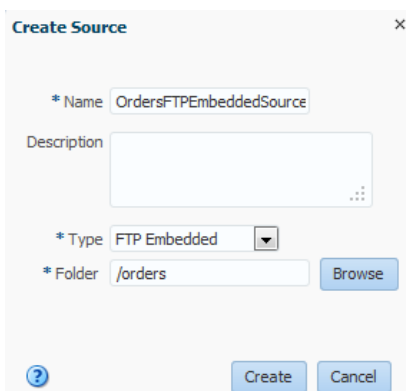 Create Source
* Name OrdersFTPEmbeddedSource
Description
* Type FTP Embedded
* Folder /orders Browse
Create Cancel